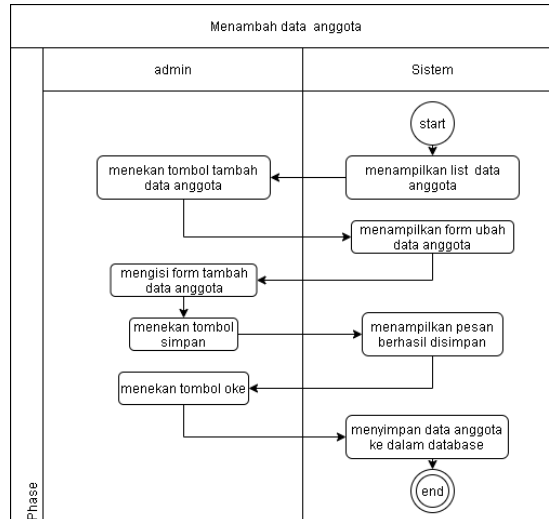 Menambah data anggota
admin
Sistem
start
menampilkan list data
anggota
menekan tombol tambah
data anggota
menampilkan form ubah
data anggota
mengisi form tambah
data anggota
menekan tombol
simpan
menampilkan pesan
berhasil disimpan
menekan tombol oke
menyimpan data anggota
ke dalam database
end
Phase